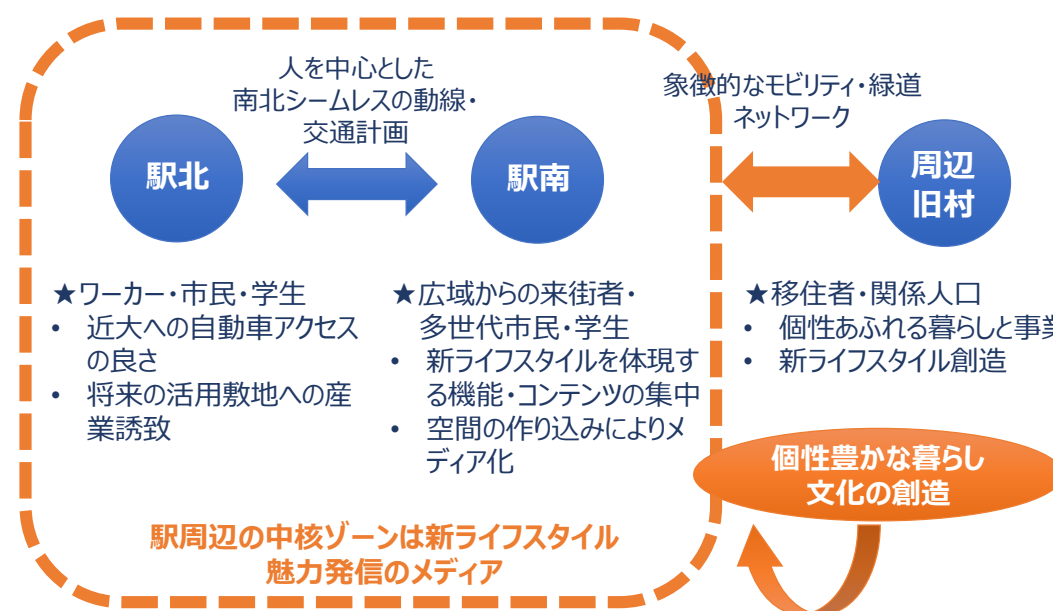 人を中心とした
南北シームレスの動線・
交通計画
象徴的なモビリティ・緑道
ネットワーク
駅北
駅南
周辺
旧村
★ワーカー・市民・学生
• 近大への自動車アクセス
の良さ
• 将来の活用敷地への産
業誘致
★広域からの来街者・
多世代市民・学生
• 新ライフスタイルを体現す
る機能・コンテンツの集中
• 空間の作り込みによりメ
ディア化
★移住者・関係人口
• 個性あふれる暮らしと事業
• 新ライフスタイル創造
個性豊かな暮らし
文化の創造
駅周辺の中核ゾーンは新ライフスタイル
魅力発信のメディア